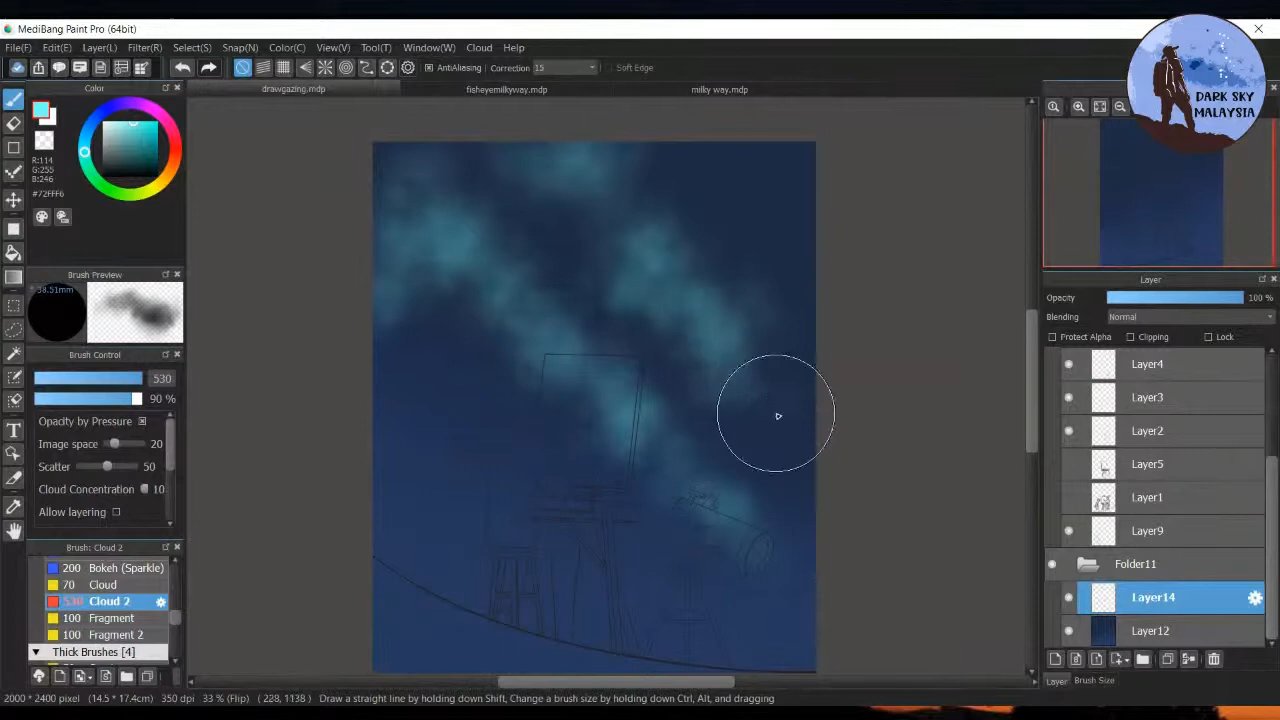 MediBang Paint Pro (64bit)
File(F) Edit(E) Layer(L) Filter(R) Select(S) Snap(N) Color(C) View(V) Tool(T) Window(W) Cloud Help
AntiAliasing Correction 15 Soft Edge
Color
drawgazing.mdp fisheyemilkyway.mdp milky way.mdp
DARK SKY
MALAYSIA
R:114
G:255
B:246
#72FFF6
Brush Preview
38.51mm
Brush Control
530
90 %
Opacity by Pressure
Image space 20
Scatter 50
Cloud Concentration 10
Allow layering
Brush: Cloud 2
200 Bokeh (Sparkle)
70 Cloud
530 Cloud 2
100 Fragment
100 Fragment 2
Thick Brushes [4]
Layer
Opacity 100 %
Blending Normal
Protect Alpha Clipping Lock
Layer4
Layer3
Layer2
Layer5
Layer1
Layer9
Folder11
Layer14
Layer12
Layer Brush Size
2000 * 2400 pixel (14.5 * 17.4cm) 350 dpi 33 % (Flip) ( 228, 1138 ) Draw a straight line by holding down Shift, Change a brush size by holding down Ctrl, Alt, and dragging